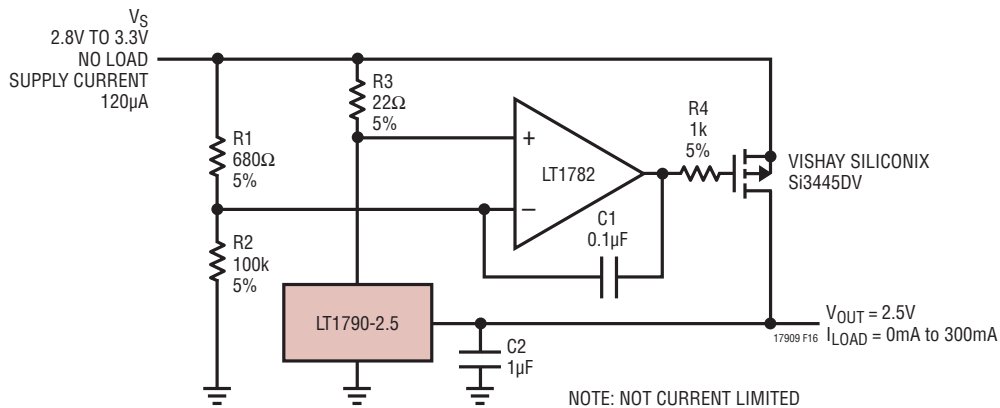 VS
2.8V TO 3.3V
NO LOAD
SUPPLY CURRENT
120µA
R1
680Ω
5%
R2
100k
5%
R3
22Ω
5%
+
–
LT1782
C1
0.1µF
R4
1k
5%
VISHAY SILICONIX
Si3445DV
LT1790-2.5
C2
1µF
VOUT = 2.5V
ILOAD = 0mA to 300mA
17909 F16
NOTE: NOT CURRENT LIMITED